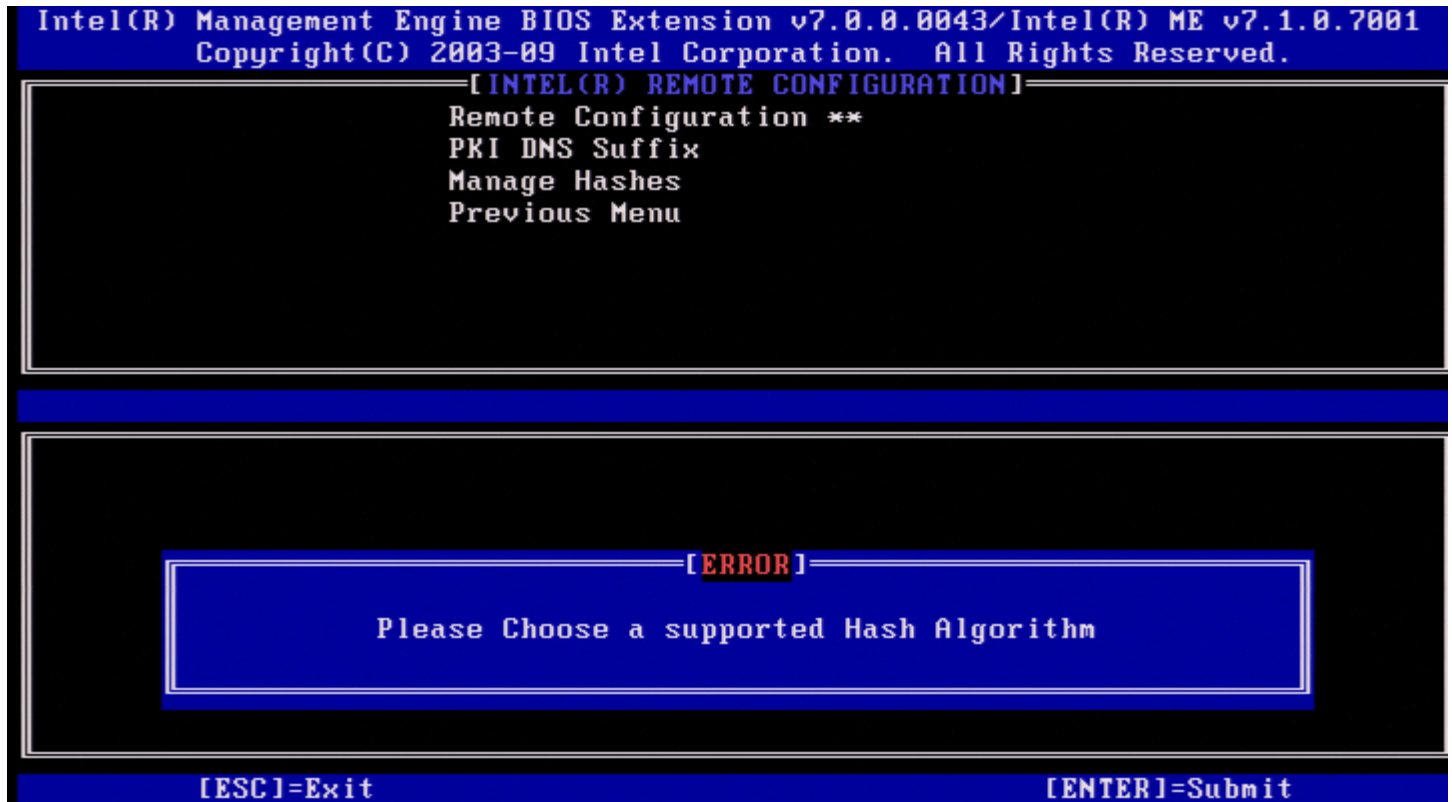 Intel(R) Management Engine BIOS Extension v7.0.0.0043/Intel(R) ME v7.1.0.7001
Copyright(C) 2003-09 Intel Corporation. All Rights Reserved.
[INTEL(R) REMOTE CONFIGURATION]
Remote Configuration **
PKI DNS Suffix
Manage Hashes
Previous Menu
[ERROR]
Please Choose a supported Hash Algorithm
[ESC]=Exit [ENTER]=Submit